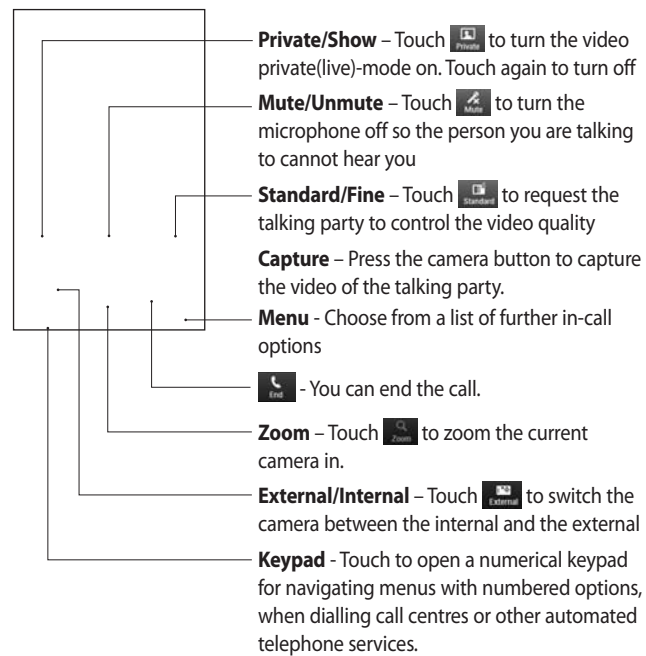 Private/Show – Touch Private to turn the video
private(live)-mode on. Touch again to turn off
Mute/Unmute – Touch Mute to turn the
microphone off so the person you are talking
to cannot hear you
Standard/Fine – Touch Standard to request the
talking party to control the video quality
Capture – Press the camera button to capture
the video of the talking party.
Menu - Choose from a list of further in-call
options
End - You can end the call.
Zoom – Touch Zoom to zoom the current
camera in.
External/Internal – Touch External to switch the
camera between the internal and the external
Keypad - Touch to open a numerical keypad
for navigating menus with numbered options,
when dialling call centres or other automated
telephone services.